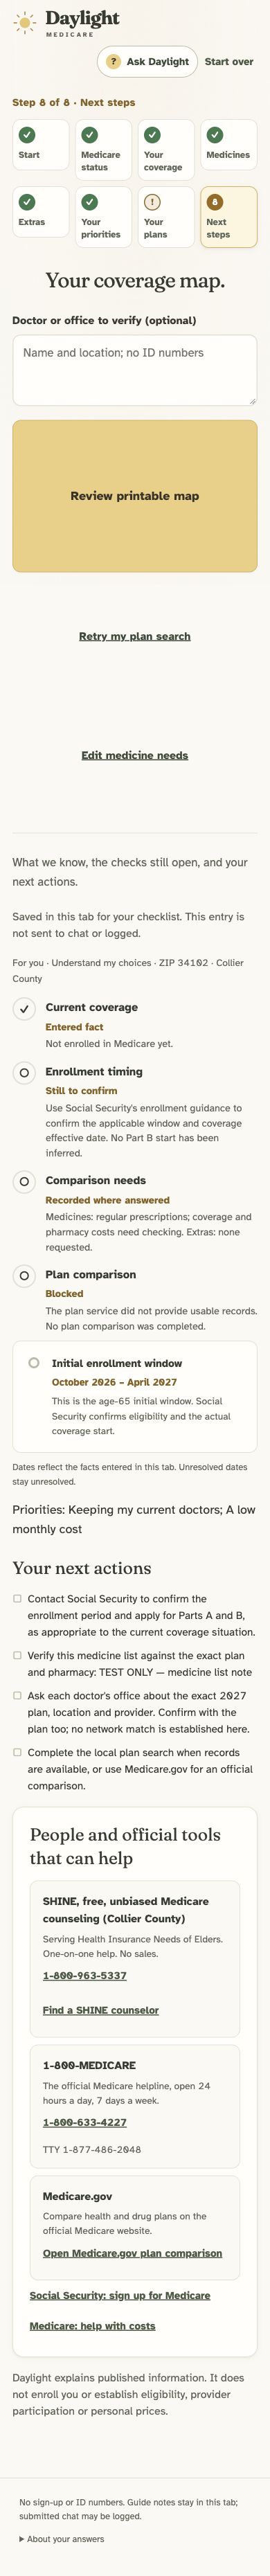 Daylight
MEDICARE
? Ask Daylight Start over
Step 8 of 8 · Next steps
Start
Medicare status
Your coverage
Medicines
Extras
Your priorities
! Your plans
8 Next steps
Your coverage map.
Doctor or office to verify (optional)
Name and location; no ID numbers
Review printable map
Retry my plan search
Edit medicine needs
What we know, the checks still open, and your
next actions.
Saved in this tab for your checklist. This entry is
not sent to chat or logged.
For you · Understand my choices · ZIP 34102 · Collier
County
Current coverage
Entered fact
Not enrolled in Medicare yet.
Enrollment timing
Still to confirm
Use Social Security's enrollment guidance to
confirm the applicable window and coverage
effective date. No Part B start has been
inferred.
Comparison needs
Recorded where answered
Medicines: regular prescriptions; coverage and
pharmacy costs need checking. Extras: none
requested.
Plan comparison
Blocked
The plan service did not provide usable records.
No plan comparison was completed.
Initial enrollment window
October 2026 – April 2027
This is the age-65 initial window. Social
Security confirms eligibility and the actual
coverage start.
Dates reflect the facts entered in this tab. Unresolved dates
stay unresolved.
Priorities: Keeping my current doctors; A low
monthly cost
Your next actions
Contact Social Security to confirm the
enrollment period and apply for Parts A and B,
as appropriate to the current coverage situation.
Verify this medicine list against the exact plan
and pharmacy: TEST ONLY — medicine list note
Ask each doctor's office about the exact 2027
plan, location and provider. Confirm with the
plan too; no network match is established here.
Complete the local plan search when records
are available, or use Medicare.gov for an official
comparison.
People and official tools
that can help
SHINE, free, unbiased Medicare
counseling (Collier County)
Serving Health Insurance Needs of Elders.
One-on-one help. No sales.
1-800-963-5337
Find a SHINE counselor
1-800-MEDICARE
The official Medicare helpline, open 24
hours a day, 7 days a week.
1-800-633-4227
TTY 1-877-486-2048
Medicare.gov
Compare health and drug plans on the
official Medicare website.
Open Medicare.gov plan comparison
Social Security: sign up for Medicare
Medicare: help with costs
Daylight explains published information. It does
not enroll you or establish eligibility, provider
participation or personal prices.
No sign-up or ID numbers. Guide notes stay in this tab;
submitted chat may be logged.
About your answers